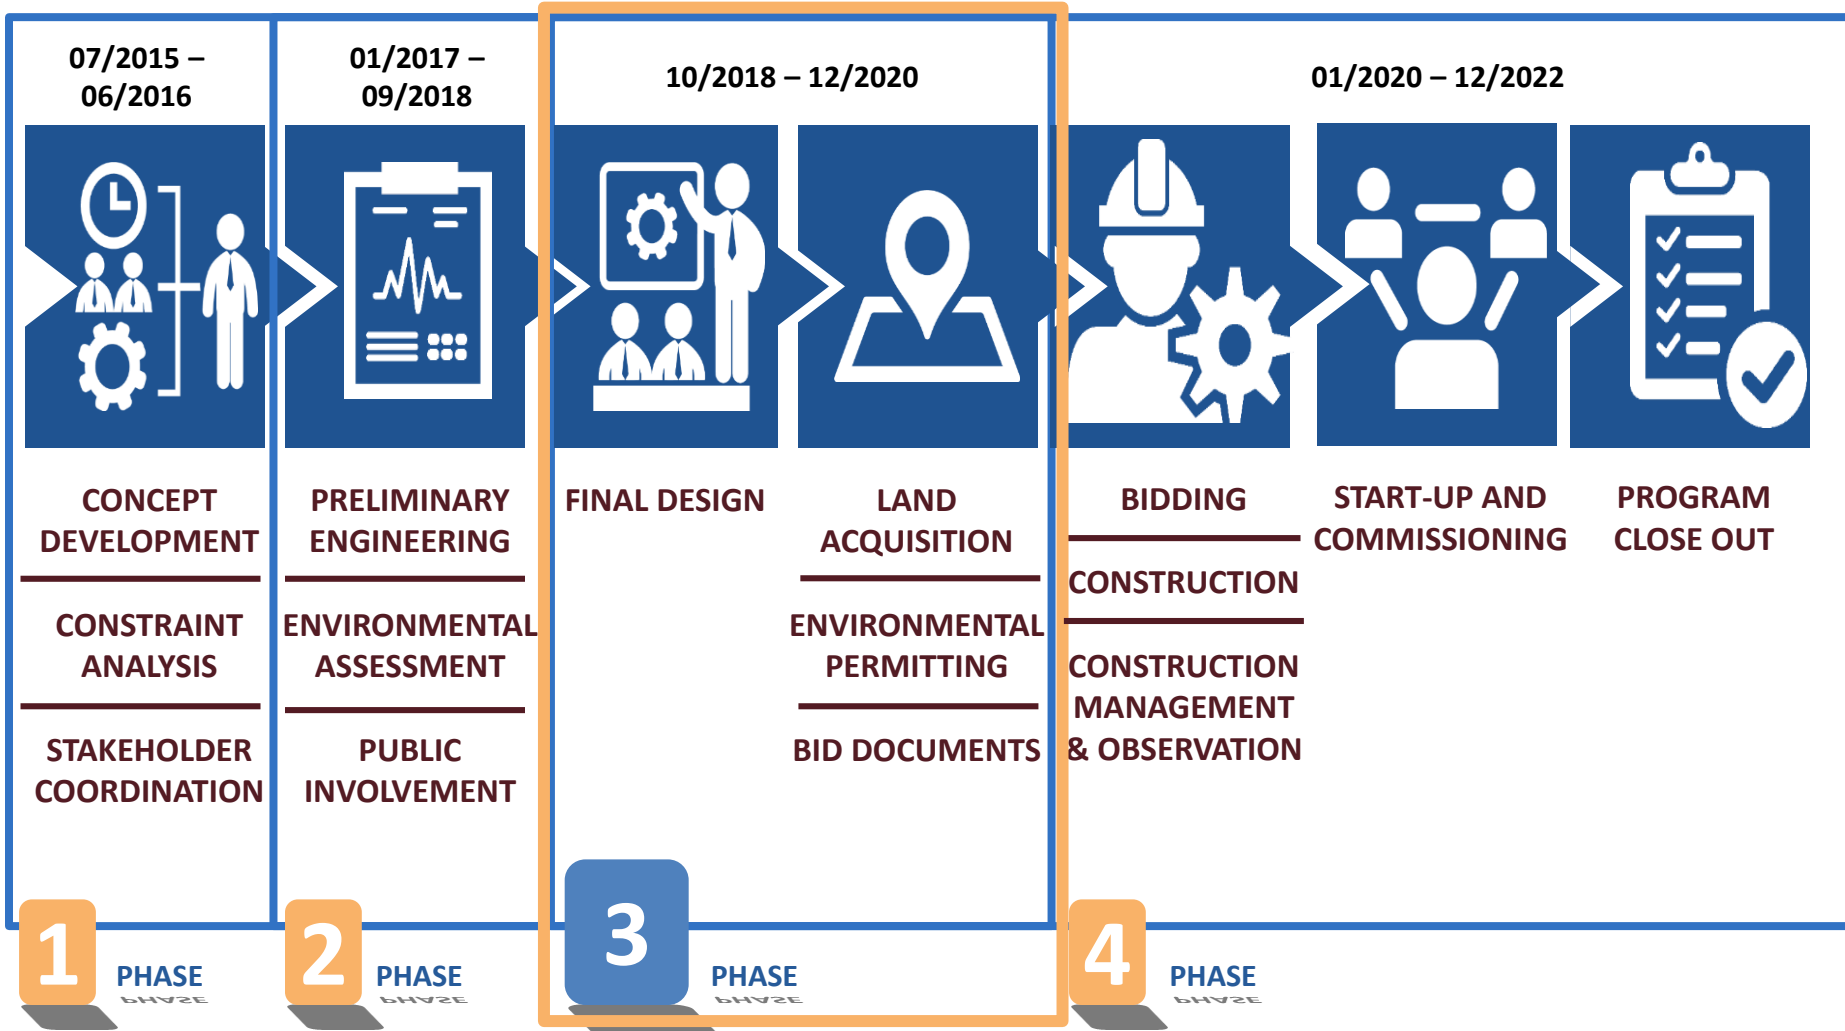 07/2015 –
06/2016
01/2017 –
09/2018
10/2018 – 12/2020
01/2020 – 12/2022
CONCEPT
DEVELOPMENT
CONSTRAINT
ANALYSIS
STAKEHOLDER
COORDINATION
PRELIMINARY
ENGINEERING
ENVIRONMENTAL
ASSESSMENT
PUBLIC
INVOLVEMENT
FINAL DESIGN
LAND
ACQUISITION
ENVIRONMENTAL
PERMITTING
BID DOCUMENTS
BIDDING
CONSTRUCTION
CONSTRUCTION
MANAGEMENT
& OBSERVATION
START-UP AND
COMMISSIONING
PROGRAM
CLOSE OUT
1 PHASE
2 PHASE
3 PHASE
4 PHASE